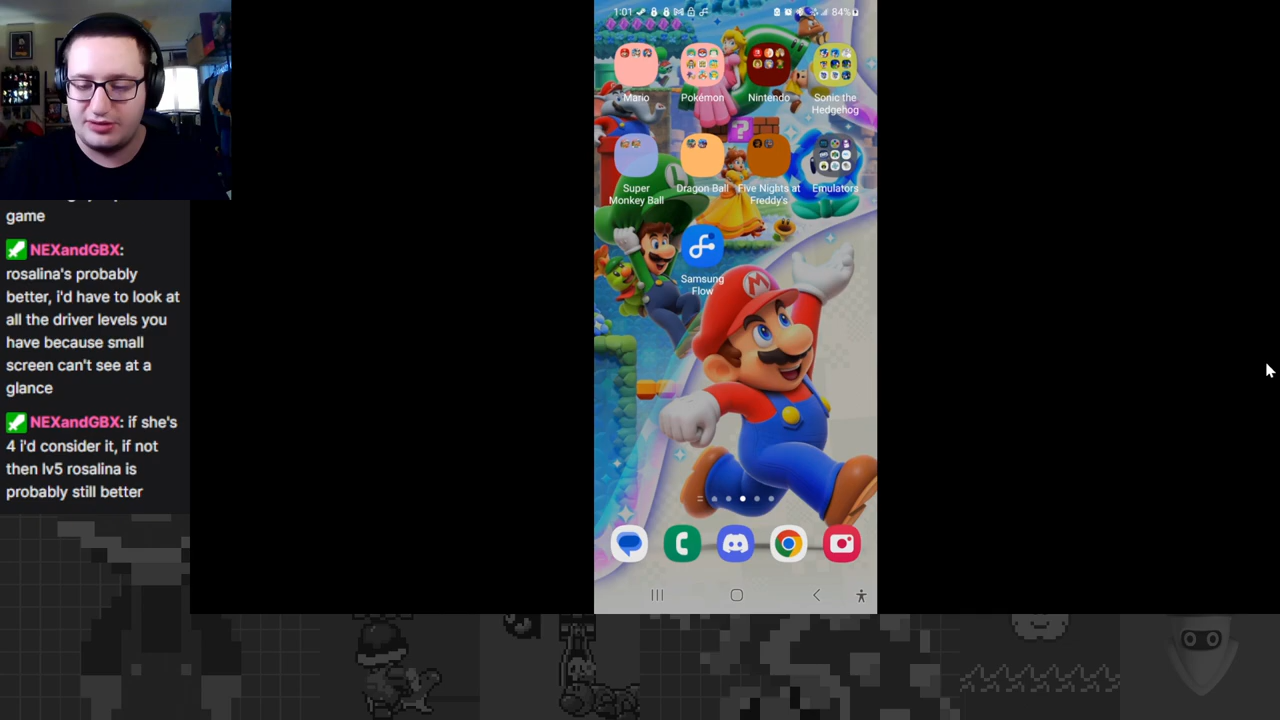 game
NEXandGBX:
rosalina's probably
better, i'd have to look at
all the driver levels you
have because small
screen can't see at a
glance
NEXandGBX: if she's
4 i'd consider it, if not
then lv5 rosalina is
probably still better
1:01
84%
Mario
Pokémon
Nintendo
Sonic the
Hedgehog
Super
Monkey Ball
Dragon Ball
Five Nights at
Freddy's
Emulators
Samsung
Flow